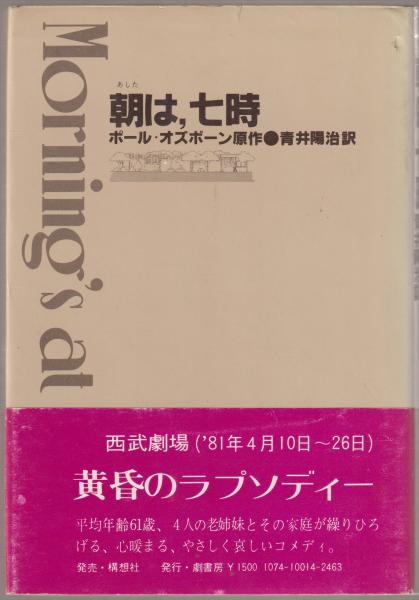 Morning's at
あした
朝は,七時
ポール・オズボーン原作●青井陽治訳
西武劇場('81年4月10日～26日)
黄昏のラプソディー
平均年齢61歳、4人の老姉妹とその家庭が繰りひろ
げる、心暖まる、やさしく哀しいコメディ。
発売・構想社 発行・劇書房 ¥1500 1074-10014-2463